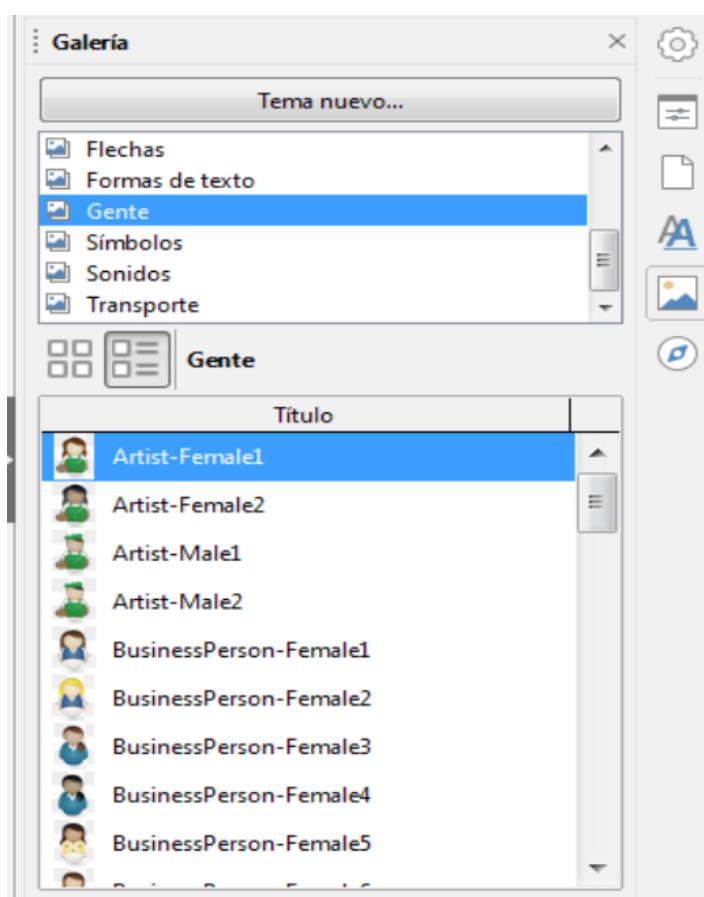 Galería
Tema nuevo...
Flechas
Formas de texto
Gente
Símbolos
Sonidos
Transporte
Gente
Título
Artist-Female1
Artist-Female2
Artist-Male1
Artist-Male2
BusinessPerson-Female1
BusinessPerson-Female2
BusinessPerson-Female3
BusinessPerson-Female4
BusinessPerson-Female5